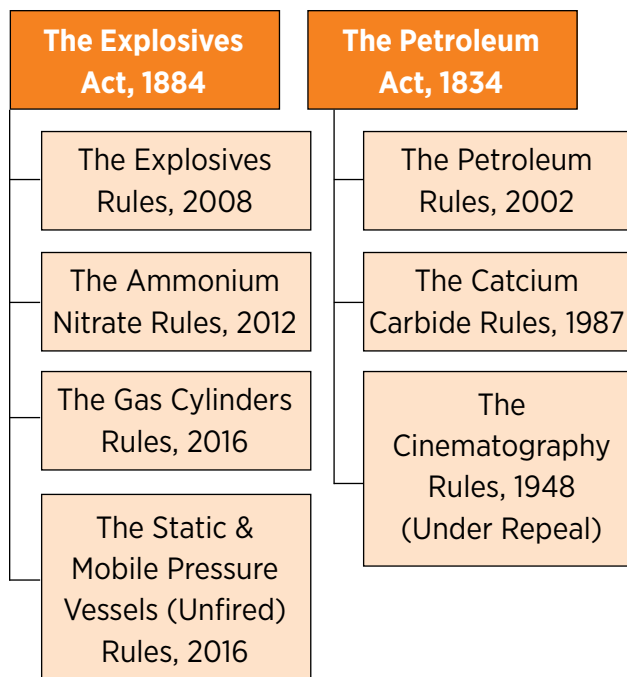 The Explosives
Act, 1884
The Explosives
Rules, 2008
The Ammonium
Nitrate Rules, 2012
The Gas Cylinders
Rules, 2016
The Static &
Mobile Pressure
Vessels (Unfired)
Rules, 2016
The Petroleum
Act, 1834
The Petroleum
Rules, 2002
The Catcium
Carbide Rules, 1987
The
Cinematography
Rules, 1948
(Under Repeal)